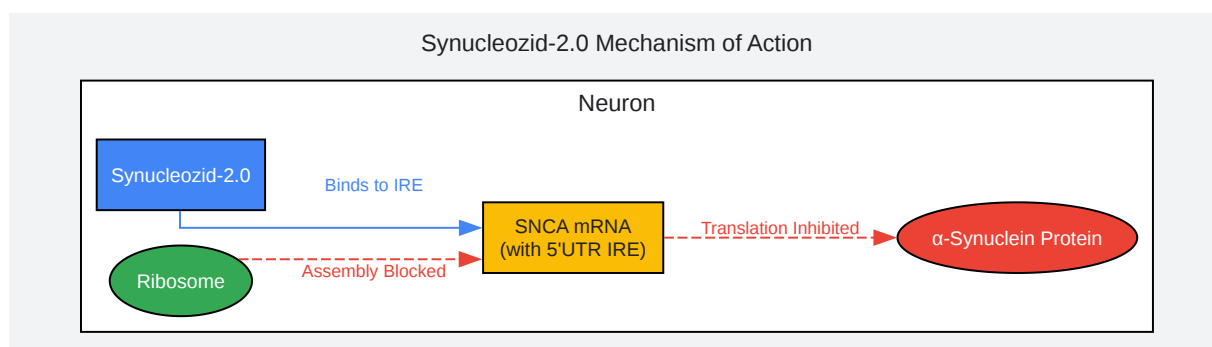 Synucleozid-2.0 Mechanism of Action
Neuron
Synucleozid-2.0
Binds to IRE
SNCA mRNA
(with 5'UTR IRE)
Translation Inhibited
α-Synuclein Protein
Ribosome
Assembly Blocked